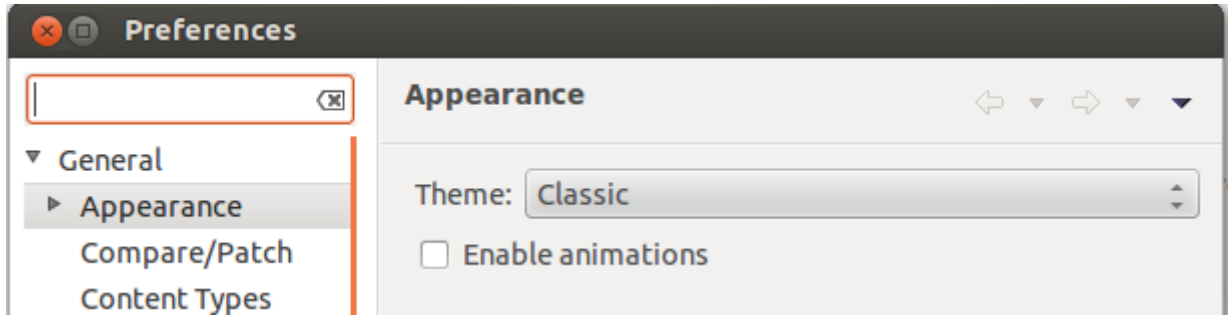 Preferences
Appearance
General
Appearance
Compare/Patch
Content Types
Theme: Classic
Enable animations